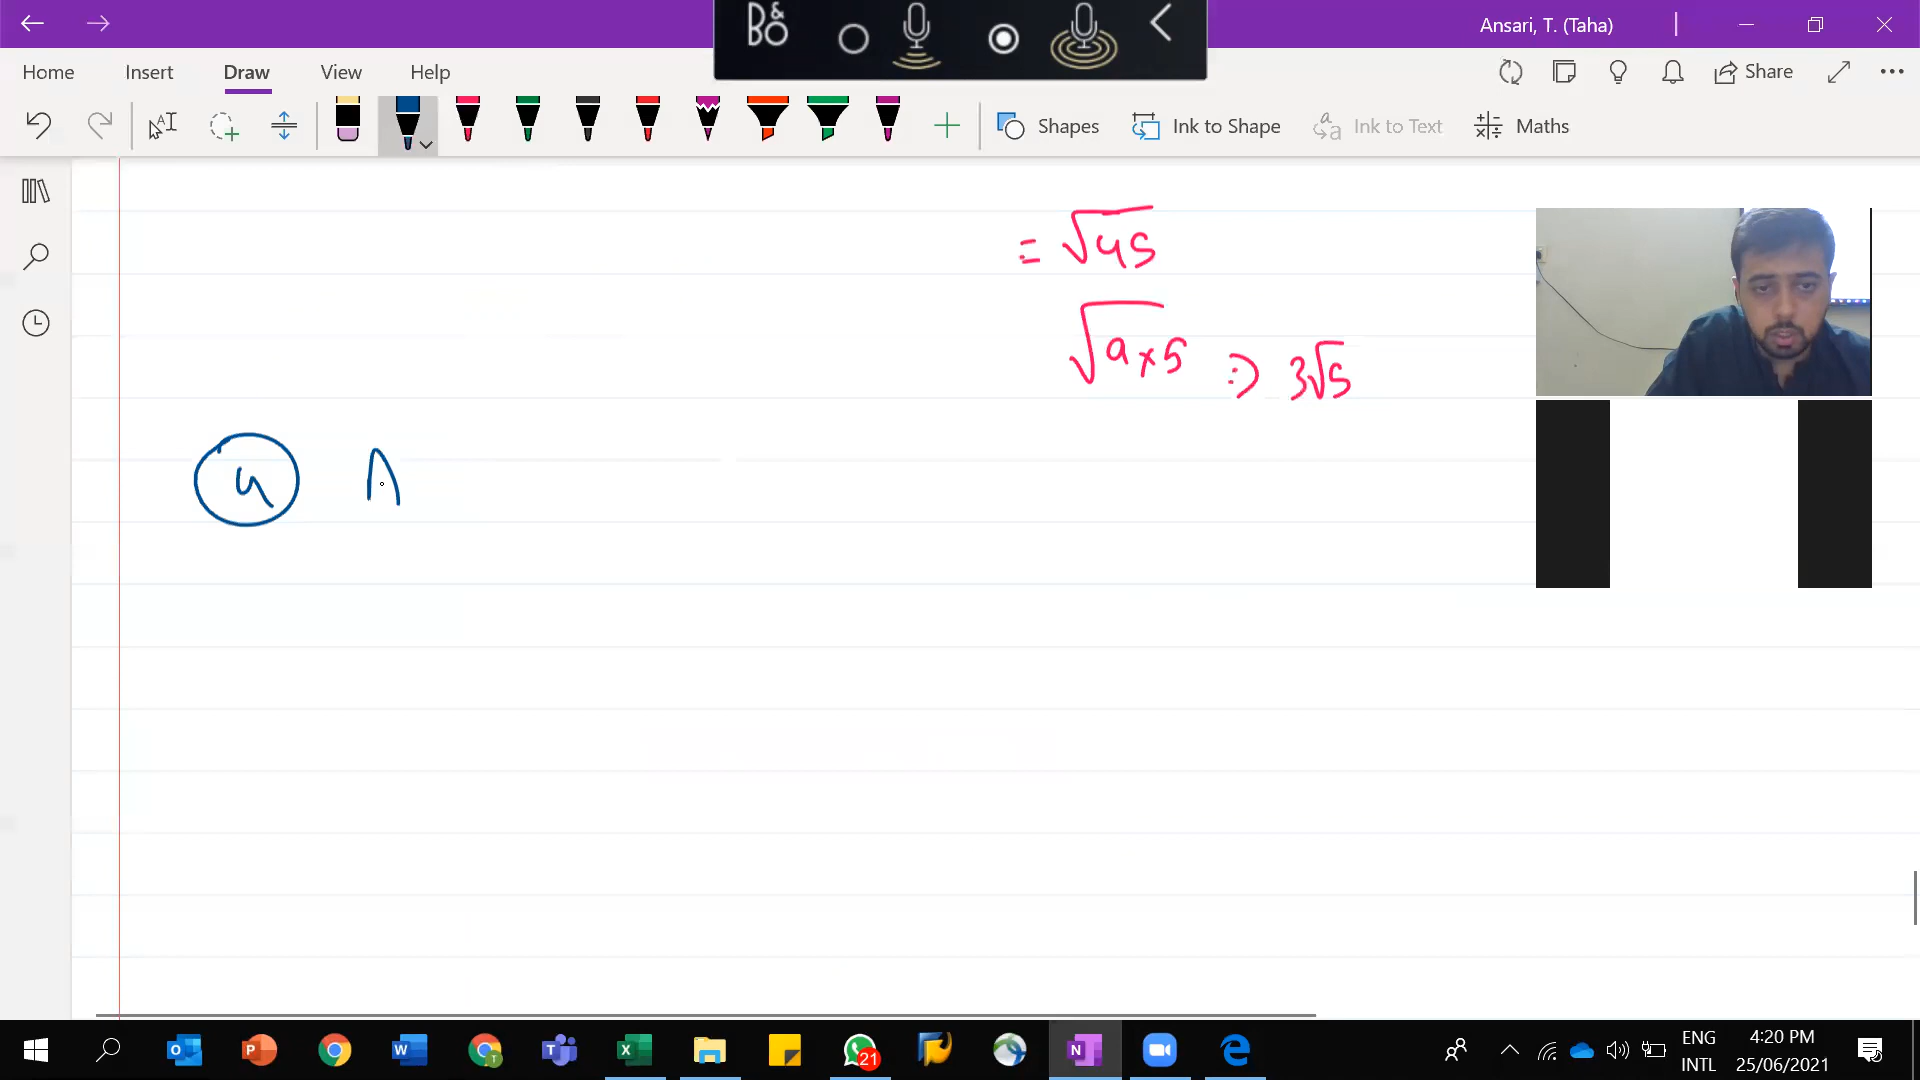 B&O
Ansari, T. (Taha)
Home Insert Draw View Help
Share
Shapes Ink to Shape Ink to Text Maths
= √45
√9×5 ⇒ 3√5
4 A
21
ENG 4:20 PM
INTL 25/06/2021